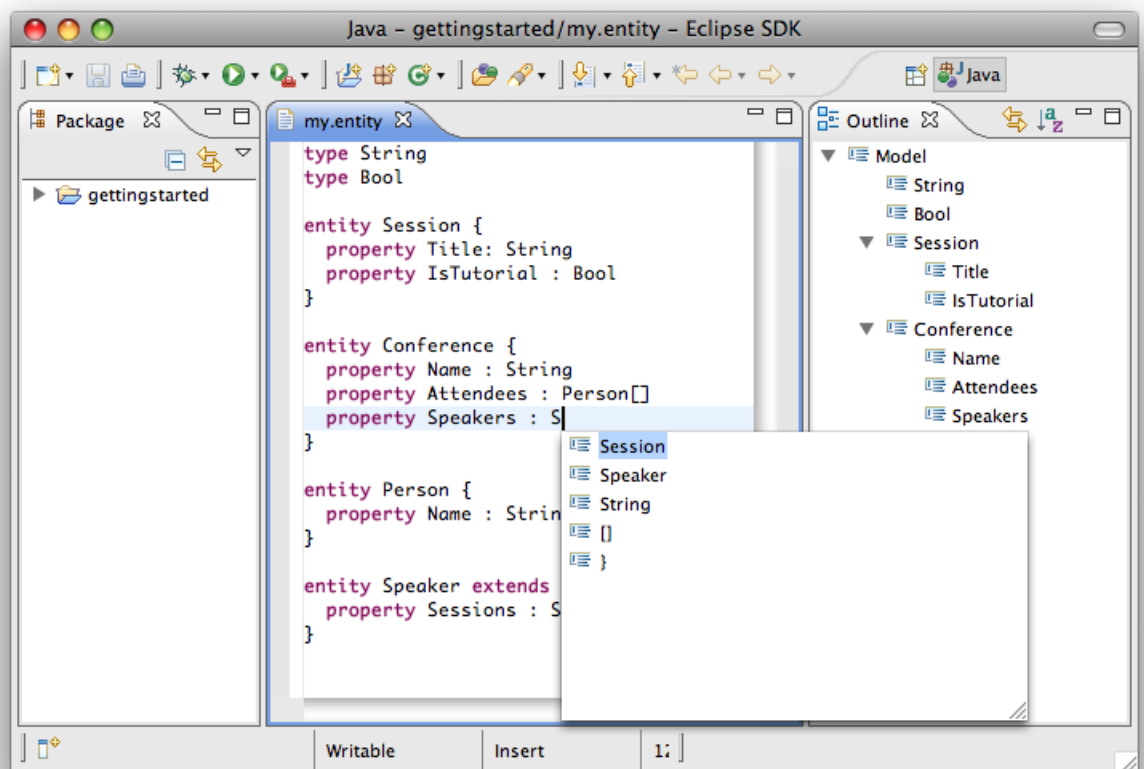 Java – gettingstarted/my.entity – Eclipse SDK
Java
Package
gettingstarted
my.entity
type String
type Bool
entity Session {
property Title: String
property IsTutorial : Bool
}
entity Conference {
property Name : String
property Attendees : Person[]
property Speakers : S
}
entity Person {
property Name : Strin
}
entity Speaker extends
property Sessions : S
}
Session
Speaker
String
[]
}
Outline
Model
String
Bool
Session
Title
IsTutorial
Conference
Name
Attendees
Speakers
Writable
Insert